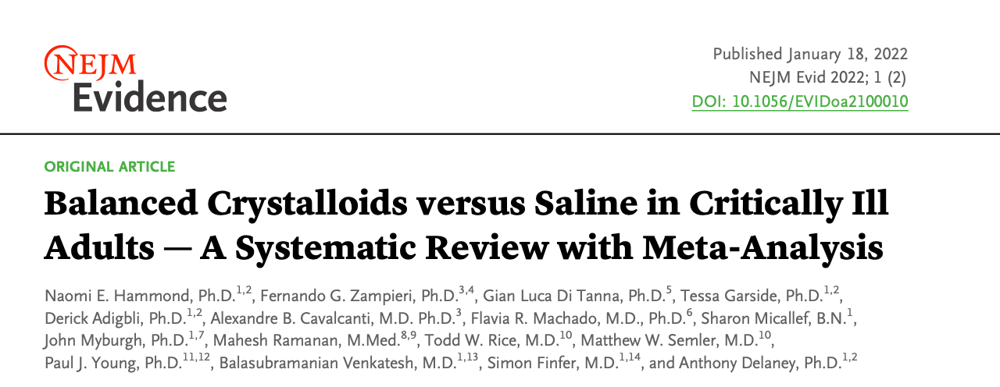 NEJM
Evidence
Published January 18, 2022
NEJM Evid 2022; 1 (2)
DOI: 10.1056/EVIDoa2100010
ORIGINAL ARTICLE
Balanced Crystalloids versus Saline in Critically Ill
Adults — A Systematic Review with Meta-Analysis
Naomi E. Hammond, Ph.D.1,2, Fernando G. Zampieri, Ph.D.3,4, Gian Luca Di Tanna, Ph.D.5, Tessa Garside, Ph.D.1,2,
Derick Adigbli, Ph.D.1,2, Alexandre B. Cavalcanti, M.D. Ph.D.3, Flavia R. Machado, M.D., Ph.D.6, Sharon Micallef, B.N.1,
John Myburgh, Ph.D.1,7, Mahesh Ramanan, M.Med.8,9, Todd W. Rice, M.D.10, Matthew W. Semler, M.D.10,
Paul J. Young, Ph.D.11,12, Balasubramanian Venkatesh, M.D.1,13, Simon Finfer, M.D.1,14, and Anthony Delaney, Ph.D.1,2